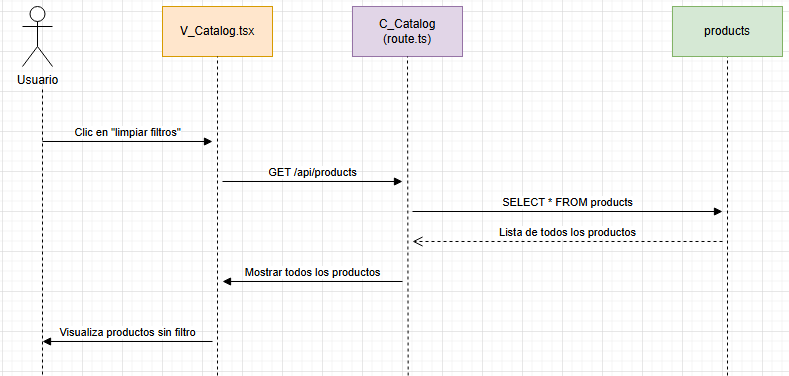 V_Catalog.tsx
C_Catalog
(route.ts)
products
Usuario
Clic en "limpiar filtros"
GET /api/products
SELECT * FROM products
Lista de todos los productos
Mostrar todos los productos
Visualiza productos sin filtro